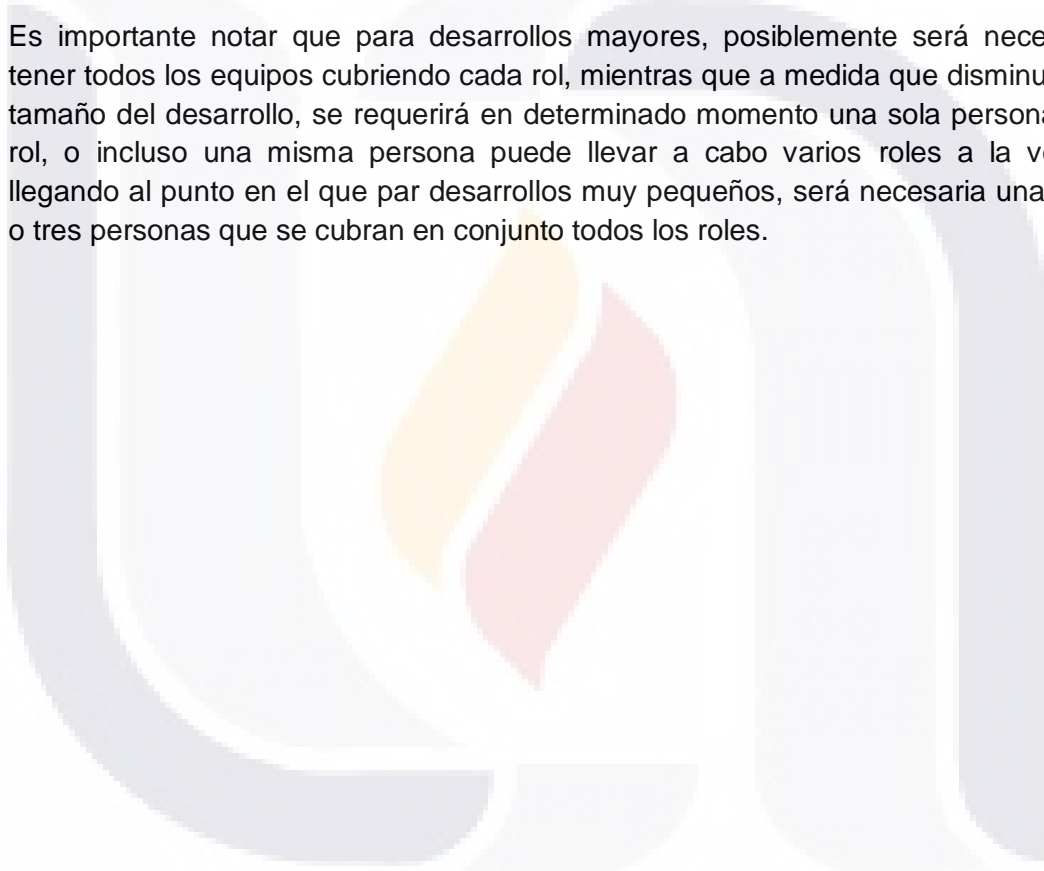 Es importante notar que para desarrollos mayores, posiblemente será nece
tener todos los equipos cubriendo cada rol, mientras que a medida que disminu
tamaño del desarrollo, se requerirá en determinado momento una sola persona
rol, o incluso una misma persona puede llevar a cabo varios roles a la ve
llegando al punto en el que par desarrollos muy pequeños, será necesaria una
o tres personas que se cubran en conjunto todos los roles.